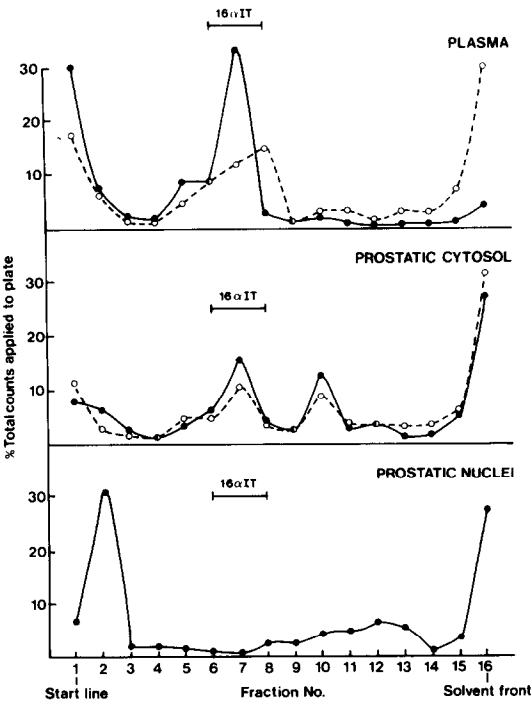 16αIT
PLASMA
30
20
10
% Total counts applied to plate
PROSTATIC CYTOSOL
16αIT
30
20
10
PROSTATIC NUCLEI
16αIT
30
20
10
1 2 3 4 5 6 7 8 9 10 11 12 13 14 15 16
Start line Fraction No. Solvent front